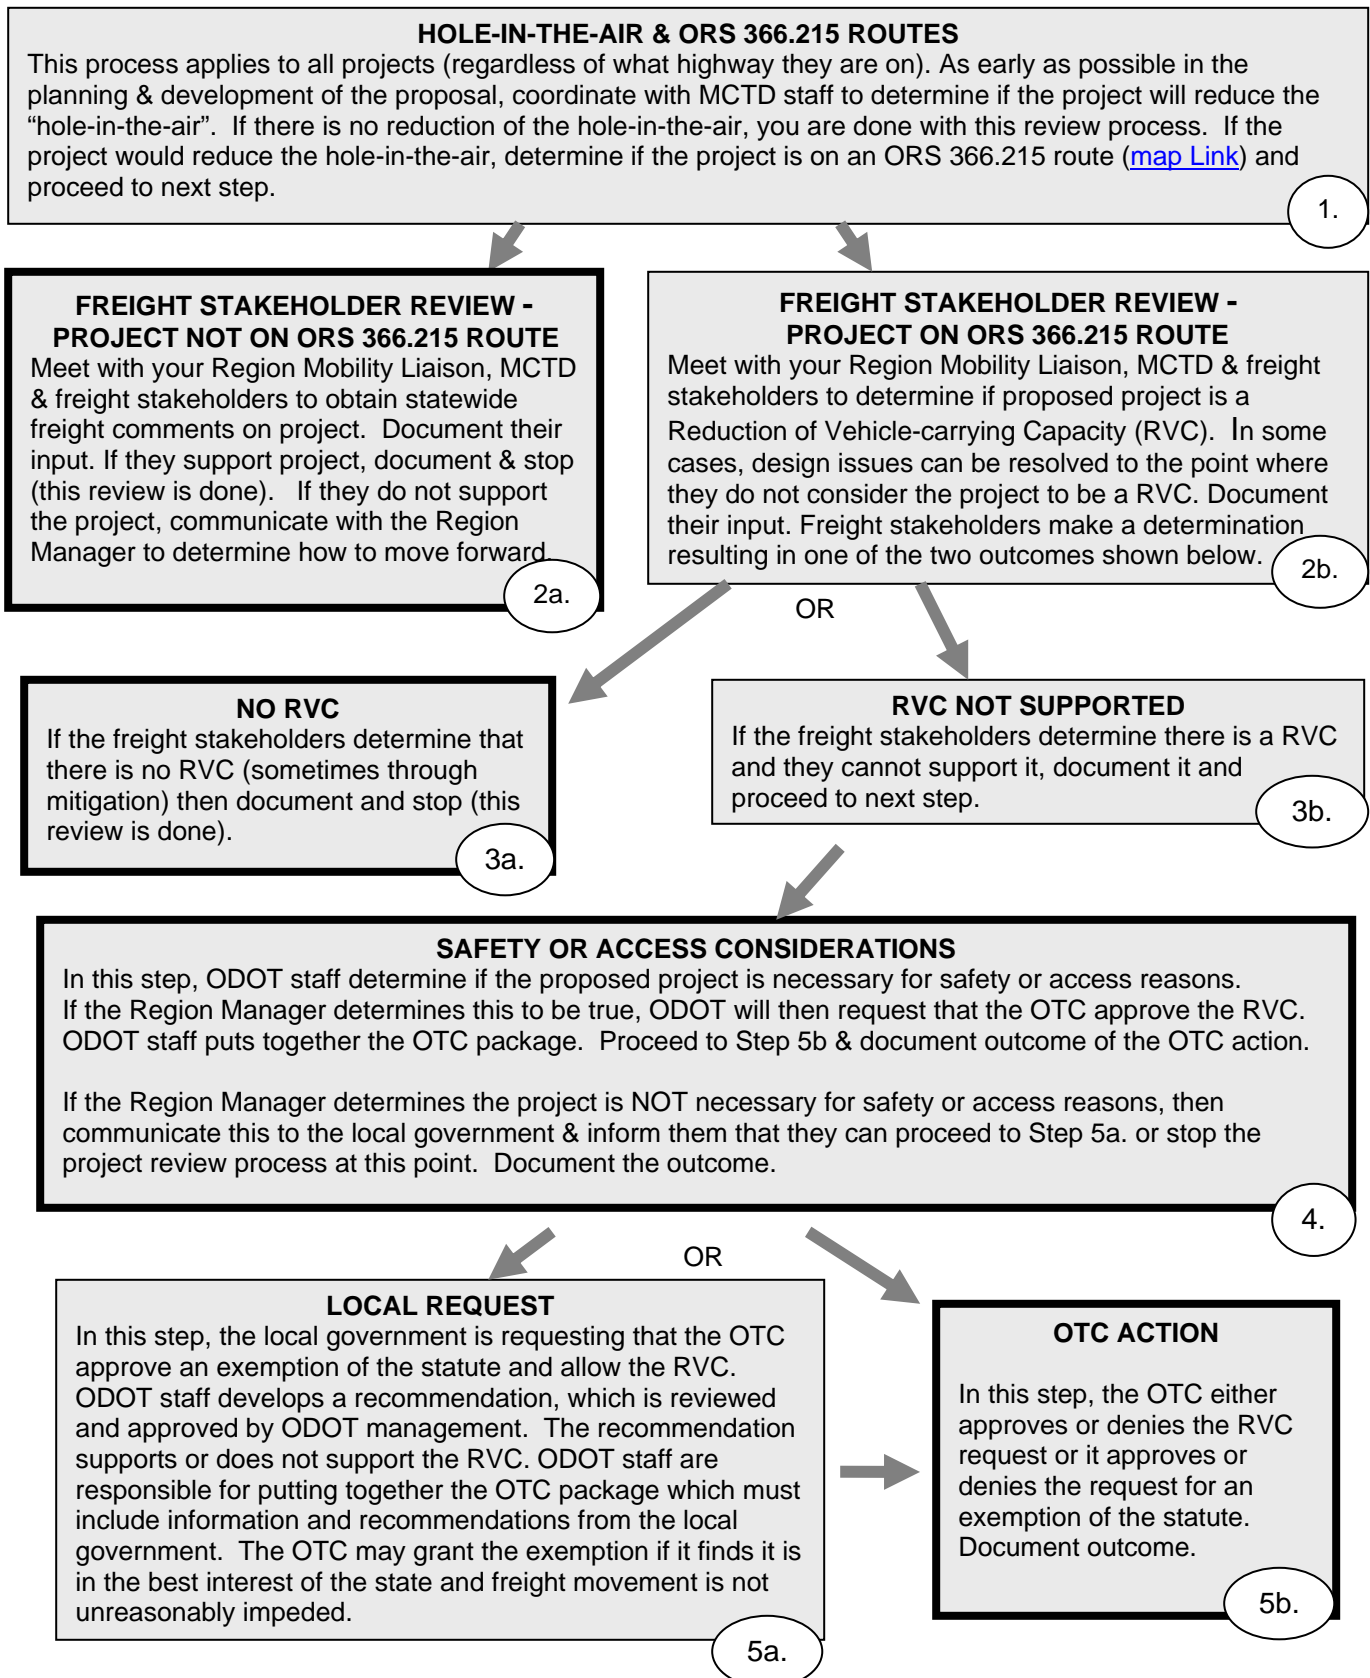 HOLE-IN-THE-AIR & ORS 366.215 ROUTES
This process applies to all projects (regardless of what highway they are on). As early as possible in the
planning & development of the proposal, coordinate with MCTD staff to determine if the project will reduce the
“hole-in-the-air”. If there is no reduction of the hole-in-the-air, you are done with this review process. If the
project would reduce the hole-in-the-air, determine if the project is on an ORS 366.215 route (map Link) and
proceed to next step.
1.
FREIGHT STAKEHOLDER REVIEW -
PROJECT NOT ON ORS 366.215 ROUTE
Meet with your Region Mobility Liaison, MCTD
& freight stakeholders to obtain statewide
freight comments on project. Document their
input. If they support project, document & stop
(this review is done). If they do not support
the project, communicate with the Region
Manager to determine how to move forward.
2a.
FREIGHT STAKEHOLDER REVIEW -
PROJECT ON ORS 366.215 ROUTE
Meet with your Region Mobility Liaison, MCTD & freight
stakeholders to determine if proposed project is a
Reduction of Vehicle-carrying Capacity (RVC). In some
cases, design issues can be resolved to the point where
they do not consider the project to be a RVC. Document
their input. Freight stakeholders make a determination
resulting in one of the two outcomes shown below.
2b.
OR
NO RVC
If the freight stakeholders determine that
there is no RVC (sometimes through
mitigation) then document and stop (this
review is done).
3a.
RVC NOT SUPPORTED
If the freight stakeholders determine there is a RVC
and they cannot support it, document it and
proceed to next step.
3b.
SAFETY OR ACCESS CONSIDERATIONS
In this step, ODOT staff determine if the proposed project is necessary for safety or access reasons.
If the Region Manager determines this to be true, ODOT will then request that the OTC approve the RVC.
ODOT staff puts together the OTC package. Proceed to Step 5b & document outcome of the OTC action.
If the Region Manager determines the project is NOT necessary for safety or access reasons, then
communicate this to the local government & inform them that they can proceed to Step 5a. or stop the
project review process at this point. Document the outcome.
4.
OR
LOCAL REQUEST
In this step, the local government is requesting that the OTC
approve an exemption of the statute and allow the RVC.
ODOT staff develops a recommendation, which is reviewed
and approved by ODOT management. The recommendation
supports or does not support the RVC. ODOT staff are
responsible for putting together the OTC package which must
include information and recommendations from the local
government. The OTC may grant the exemption if it finds it is
in the best interest of the state and freight movement is not
unreasonably impeded.
5a.
OTC ACTION
In this step, the OTC either
approves or denies the RVC
request or it approves or
denies the request for an
exemption of the statute.
Document outcome.
5b.